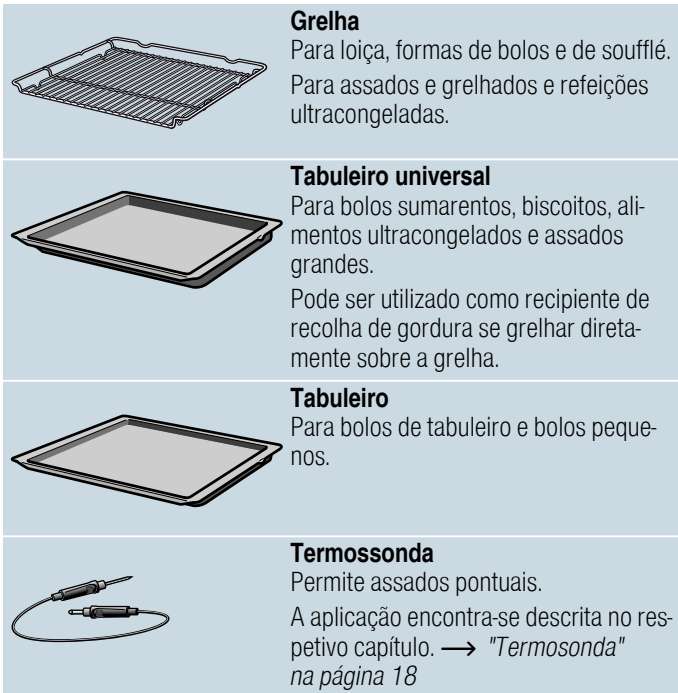 Grelha
Para loiça, formas de bolos e de soufflé.
Para assados e grelhados e refeições
ultracongeladas.
Tabuleiro universal
Para bolos sumarentos, biscoitos, ali-
mentos ultracongelados e assados
grandes.
Pode ser utilizado como recipiente de
recolha de gordura se grelhar direta-
mente sobre a grelha.
Tabuleiro
Para bolos de tabuleiro e bolos peque-
nos.
Termossonda
Permite assados pontuais.
A aplicação encontra-se descrita no res-
petivo capítulo. ⟶ "Termosonda"
na página 18